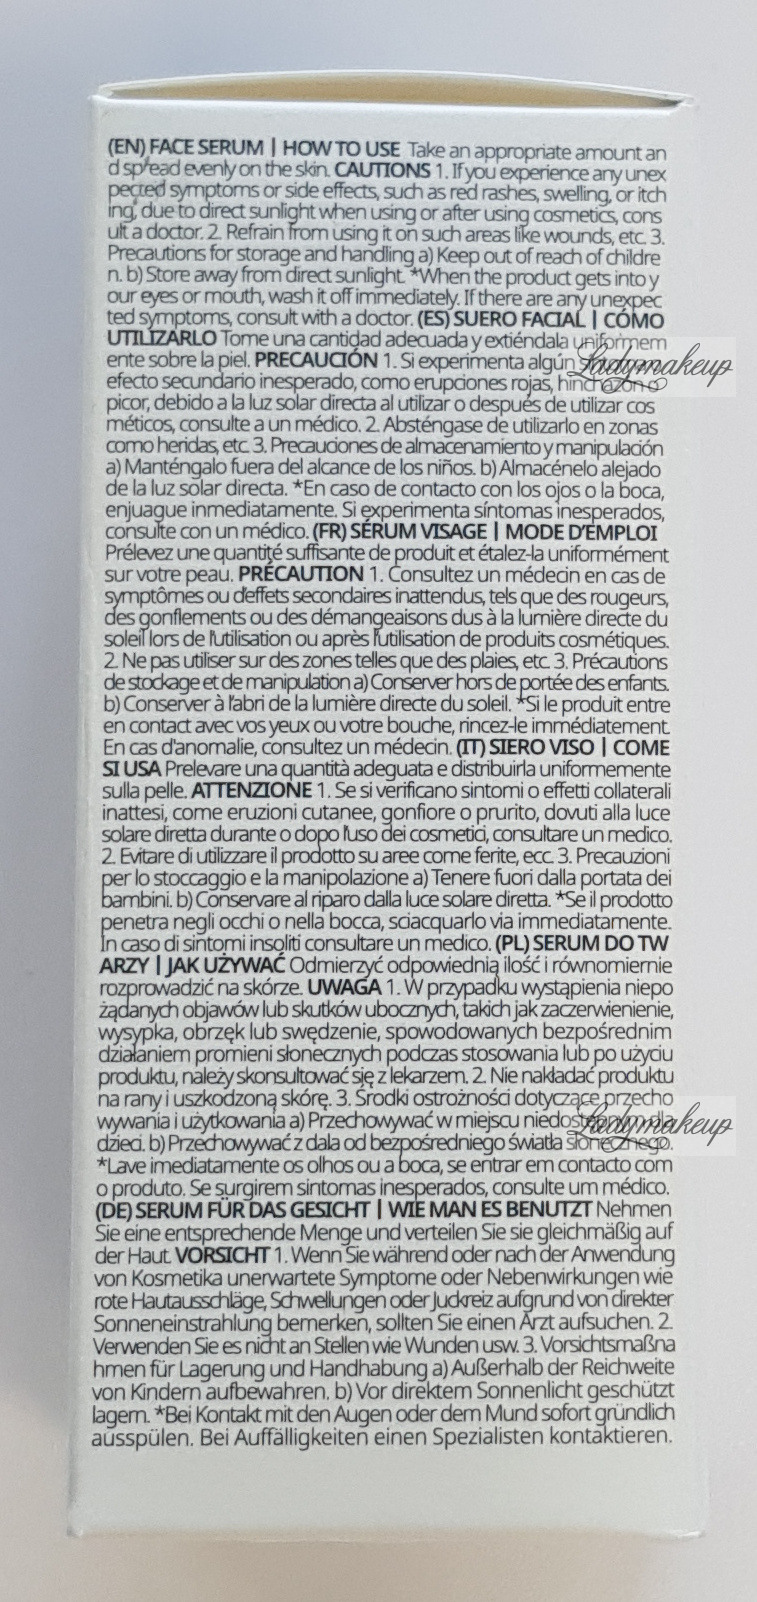 (EN) FACE SERUM | HOW TO USE Take an appropriate amount an
d spread evenly on the skin. CAUTIONS 1. If you experience any unex
pected symptoms or side effects, such as red rashes, swelling, or itch
ing, due to direct sunlight when using or after using cosmetics, cons
ult a doctor. 2. Refrain from using it on such areas like wounds, etc. 3.
Precautions for storage and handling a) Keep out of reach of childre
n. b) Store away from direct sunlight. *When the product gets into y
our eyes or mouth, wash it off immediately. If there are any unexpec
ted symptoms, consult with a doctor. (ES) SUERO FACIAL | CÓMO
UTILIZARLO Tome una cantidad adecuada y extiéndala uniformem
ente sobre la piel. PRECAUCIÓN 1. Si experimenta algún
Ladymakeup
efecto secundario inesperado, como erupciones rojas, hinchazón o
picor, debido a la luz solar directa al utilizar o después de utilizar cos
méticos, consulte a un médico. 2. Absténgase de utilizarlo en zonas
como heridas, etc. 3. Precauciones de almacenamiento y manipulación
a) Manténgalo fuera del alcance de los niños. b) Almacénelo alejado
de la luz solar directa. *En caso de contacto con los ojos o la boca,
enjuague inmediatamente. Si experimenta síntomas inesperados,
consulte con un médico. (FR) SÉRUM VISAGE | MODE D'EMPLOI
Prélevez une quantité suffisante de produit et étalez-la uniformément
sur votre peau. PRÉCAUTION 1. Consultez un médecin en cas de
symptômes ou d'effets secondaires inattendus, tels que des rougeurs,
des gonflements ou des démangeaisons dus à la lumière directe du
soleil lors de l'utilisation ou après l'utilisation de produits cosmétiques.
2. Ne pas utiliser sur des zones telles que des plaies, etc. 3. Précautions
de stockage et de manipulation a) Conserver hors de portée des enfants.
b) Conserver à l'abri de la lumière directe du soleil. *Si le produit entre
en contact avec vos yeux ou votre bouche, rincez-le immédiatement.
En cas d'anomalie, consultez un médecin. (IT) SIERO VISO | COME
SI USA Prelevare una quantità adeguata e distribuirla uniformemente
sulla pelle. ATTENZIONE 1. Se si verificano sintomi o effetti collaterali
inattesi, come eruzioni cutanee, gonfiore o prurito, dovuti alla luce
solare diretta durante o dopo l'uso dei cosmetici, consultare un medico.
2. Evitare di utilizzare il prodotto su aree come ferite, ecc. 3. Precauzioni
per lo stoccaggio e la manipolazione a) Tenere fuori dalla portata dei
bambini. b) Conservare al riparo dalla luce solare diretta. *Se il prodotto
penetra negli occhi o nella bocca, sciacquarlo via immediatamente.
In caso di sintomi insoliti consultare un medico. (PL) SERUM DO TW
ARZY | JAK UŻYWAĆ Odmierzyć odpowiednią ilość i równomiernie
rozprowadzić na skórze. UWAGA 1. W przypadku wystąpienia niepo
żądanych objawów lub skutków ubocznych, takich jak zaczerwienienie,
wysypka, obrzęk lub swędzenie, spowodowanych bezpośrednim
działaniem promieni słonecznych podczas stosowania lub po użyciu
produktu, należy skonsultować się z lekarzem. 2. Nie nakładać produktu
na rany i uszkodzoną skórę. 3. Środki ostrożności dotyczące przecho
wywania i użytkowania a) Przechowywać w miejscu niedostępnym dla
Ladymakeup
dzieci. b) Przechowywać z dala od bezpośredniego światła słonecznego.
*Lave imediatamente os olhos ou a boca, se entrar em contacto com
o produto. Se surgirem sintomas inesperados, consulte um médico.
(DE) SERUM FÜR DAS GESICHT | WIE MAN ES BENUTZT Nehmen
Sie eine entsprechende Menge und verteilen Sie sie gleichmäßig auf
der Haut. VORSICHT 1. Wenn Sie während oder nach der Anwendung
von Kosmetika unerwartete Symptome oder Nebenwirkungen wie
rote Hautausschläge, Schwellungen oder Juckreiz aufgrund von direkter
Sonneneinstrahlung bemerken, sollten Sie einen Arzt aufsuchen. 2.
Verwenden Sie es nicht an Stellen wie Wunden usw. 3. Vorsichtsmaßna
hmen für Lagerung und Handhabung a) Außerhalb der Reichweite
von Kindern aufbewahren. b) Vor direktem Sonnenlicht geschützt
lagern. *Bei Kontakt mit den Augen oder dem Mund sofort gründlich
ausspülen. Bei Auffälligkeiten einen Spezialisten kontaktieren.